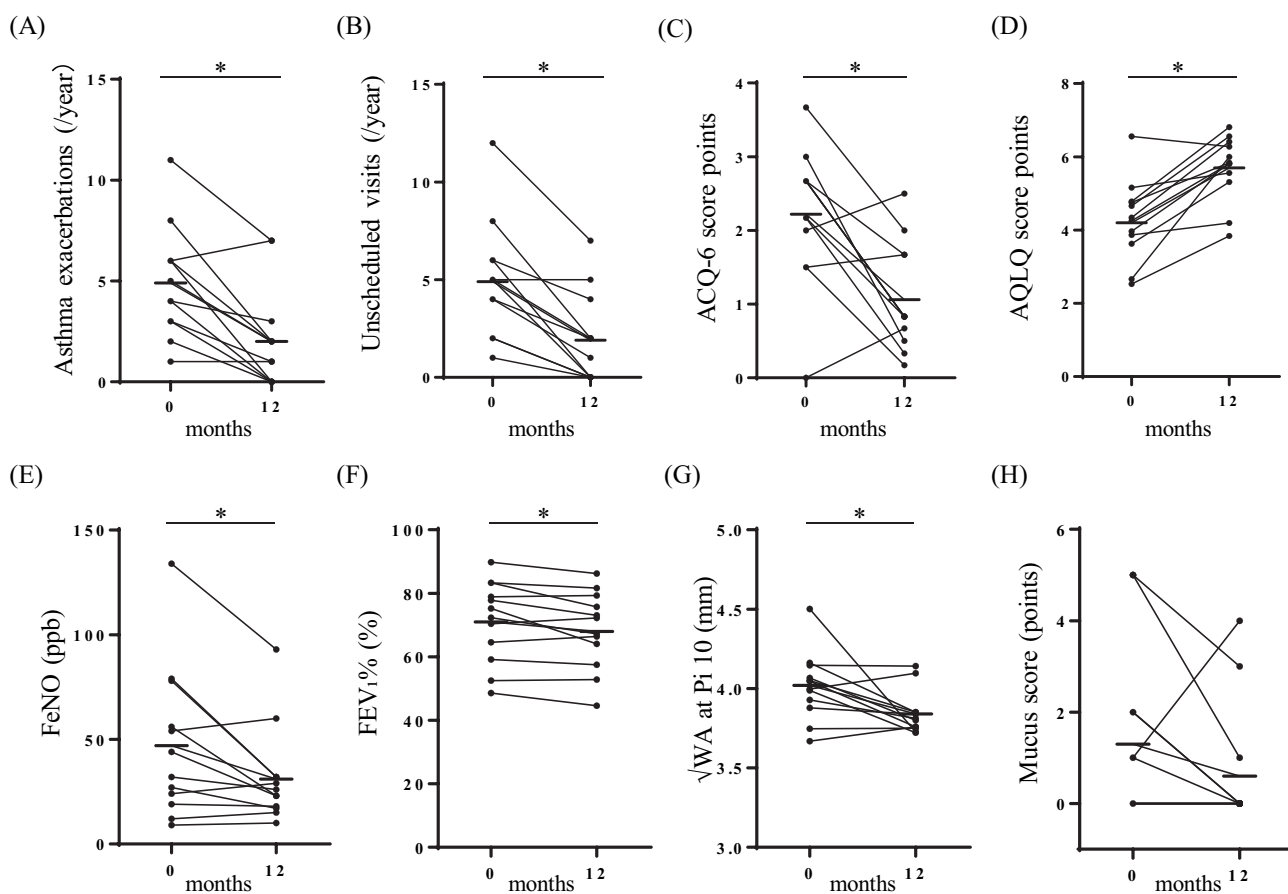 (A)
*
Asthma exacerbations (/year)
15
10
5
0
0 12
months
(B)
*
Unscheduled visits (/year)
15
10
5
0
0 12
months
(C)
*
ACQ-6 score points
4
3
2
1
0
0 12
months
(D)
*
AQLQ score points
8
6
4
2
0
0 12
months
(E)
*
FeNO (ppb)
150
100
50
0
0 12
months
(F)
*
FEV₁% (%)
100
80
60
40
20
0
0 12
months
(G)
*
√WA at Pi 10 (mm)
5.0
4.5
4.0
3.5
3.0
0 12
months
(H)
Mucus score (points)
6
4
2
0
0 12
months